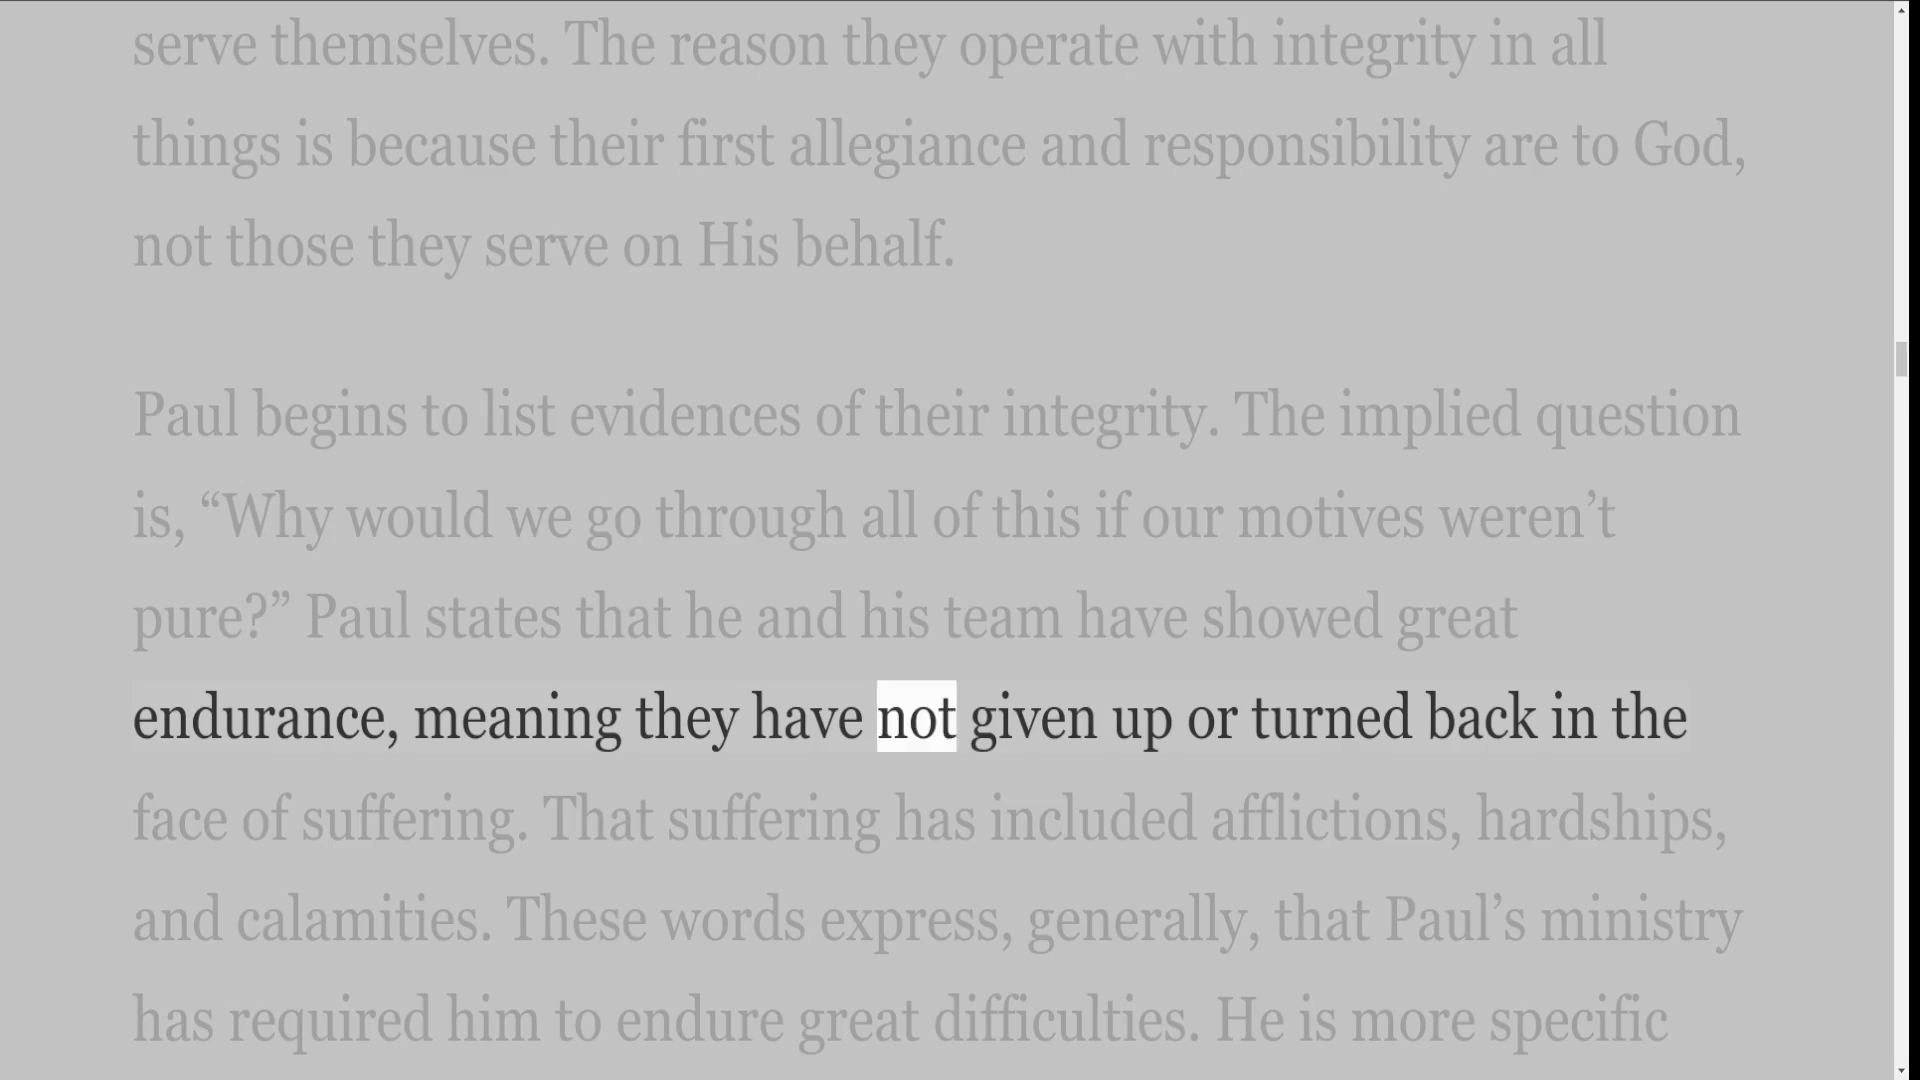 serve themselves. The reason they operate with integrity in all
things is because their first allegiance and responsibility are to God,
not those they serve on His behalf.
Paul begins to list evidences of their integrity. The implied question
is, “Why would we go through all of this if our motives weren’t
pure?” Paul states that he and his team have showed great
endurance, meaning they have not given up or turned back in the
face of suffering. That suffering has included afflictions, hardships,
and calamities. These words express, generally, that Paul’s ministry
has required him to endure great difficulties. He is more specific